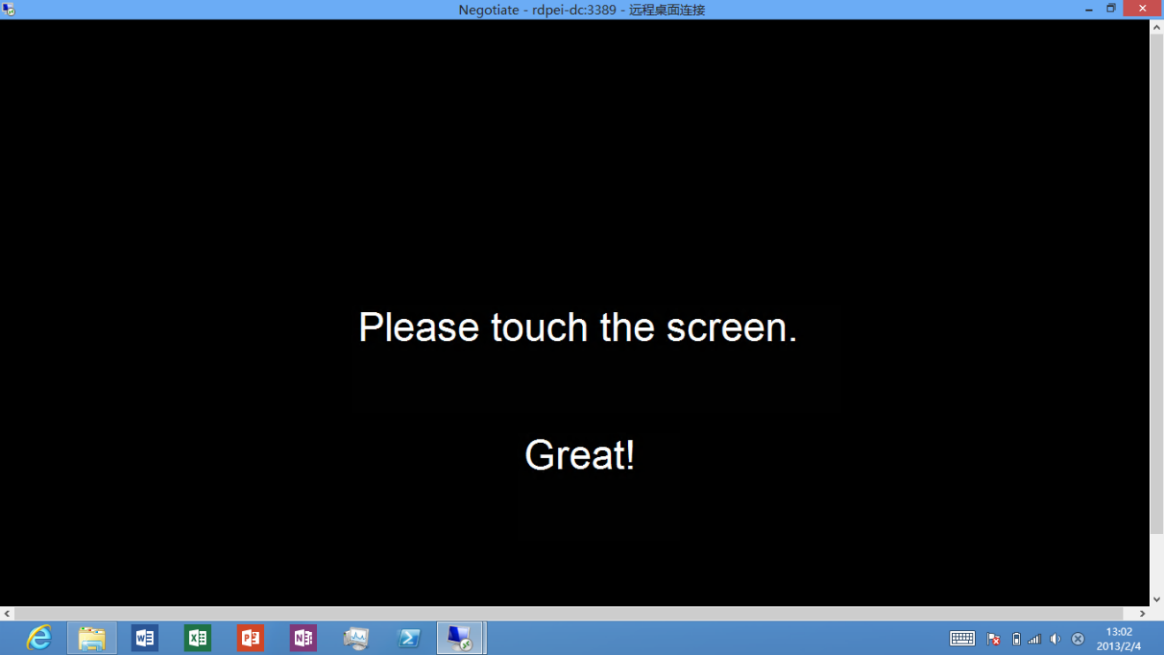 Negotiate - rdpei-dc:3389 - 远程桌面连接
Please touch the screen.
Great!
13:02
2013/2/4